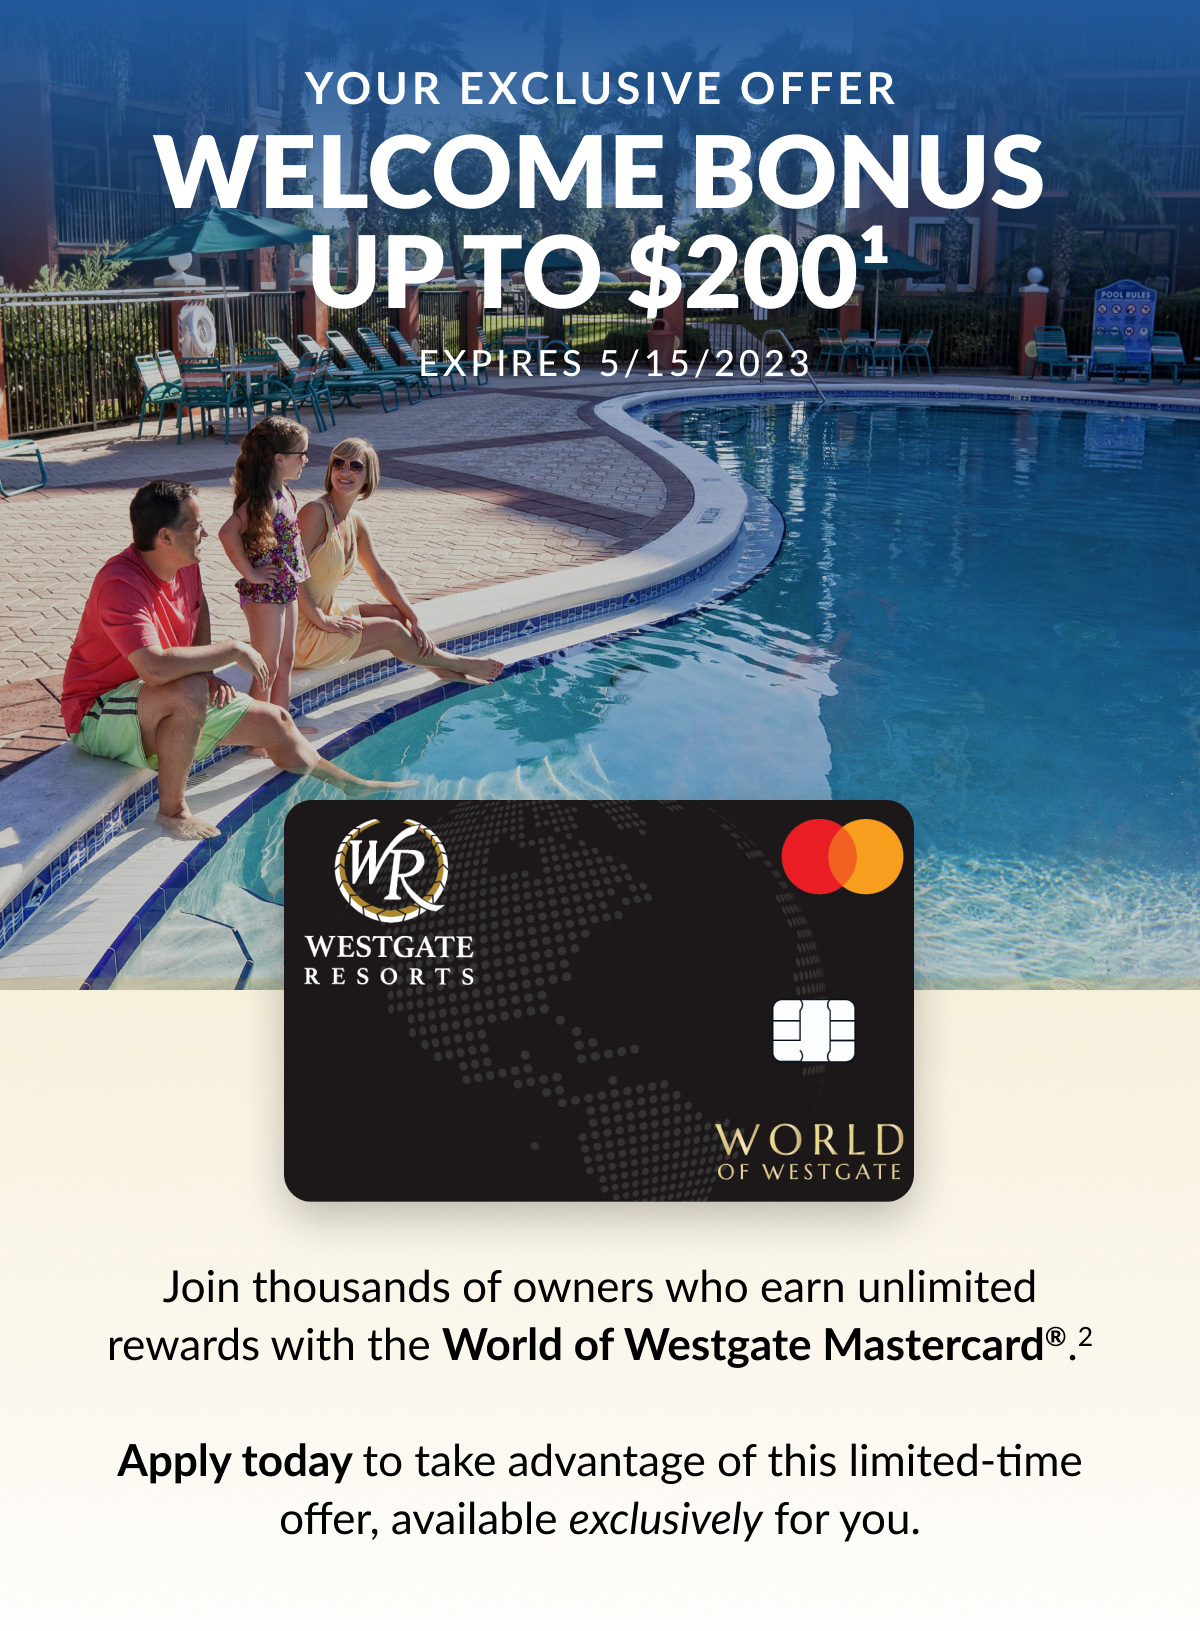 YOUR EXCLUSIVE OFFER
WELCOME BONUS
UP TO $200¹
EXPIRES 5/15/2023
POOL RULES
WR
WESTGATE
RESORTS
WORLD
OF WESTGATE
Join thousands of owners who earn unlimited
rewards with the World of Westgate Mastercard®.²
Apply today to take advantage of this limited-time
offer, available exclusively for you.